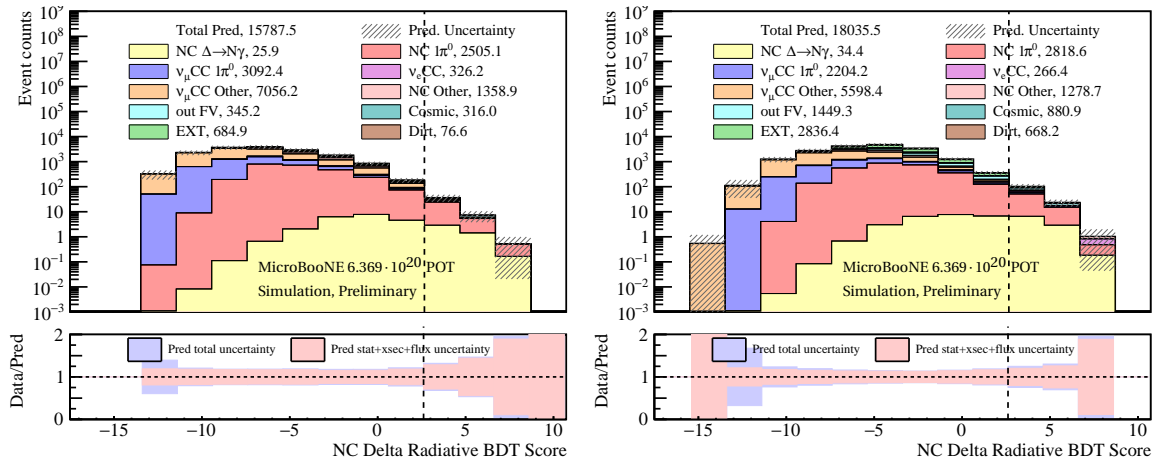 Event counts
10⁹
10⁸
10⁷
10⁶
10⁵
10⁴
10³
10²
10
1
10⁻¹
10⁻²
10⁻³
Total Pred, 15787.5
Pred. Uncertainty
NC Δ→Nγ, 25.9
NC 1π⁰, 2505.1
νμCC 1π⁰, 3092.4
νeCC, 326.2
νμCC Other, 7056.2
NC Other, 1358.9
out FV, 345.2
Cosmic, 316.0
EXT, 684.9
Dirt, 76.6
MicroBooNE 6.369 · 10²⁰ POT
Simulation, Preliminary
Data/Pred
2
1
0
Pred total uncertainty
Pred stat+xsec+flux uncertainty
−15 −10 −5 0 5 10
NC Delta Radiative BDT Score
Event counts
10⁹
10⁸
10⁷
10⁶
10⁵
10⁴
10³
10²
10
1
10⁻¹
10⁻²
10⁻³
Total Pred, 18035.5
Pred. Uncertainty
NC Δ→Nγ, 34.4
NC 1π⁰, 2818.6
νμCC 1π⁰, 2204.2
νeCC, 266.4
νμCC Other, 5598.4
NC Other, 1278.7
out FV, 1449.3
Cosmic, 880.9
EXT, 2836.4
Dirt, 668.2
MicroBooNE 6.369 · 10²⁰ POT
Simulation, Preliminary
Data/Pred
2
1
0
Pred total uncertainty
Pred stat+xsec+flux uncertainty
−15 −10 −5 0 5 10
NC Delta Radiative BDT Score